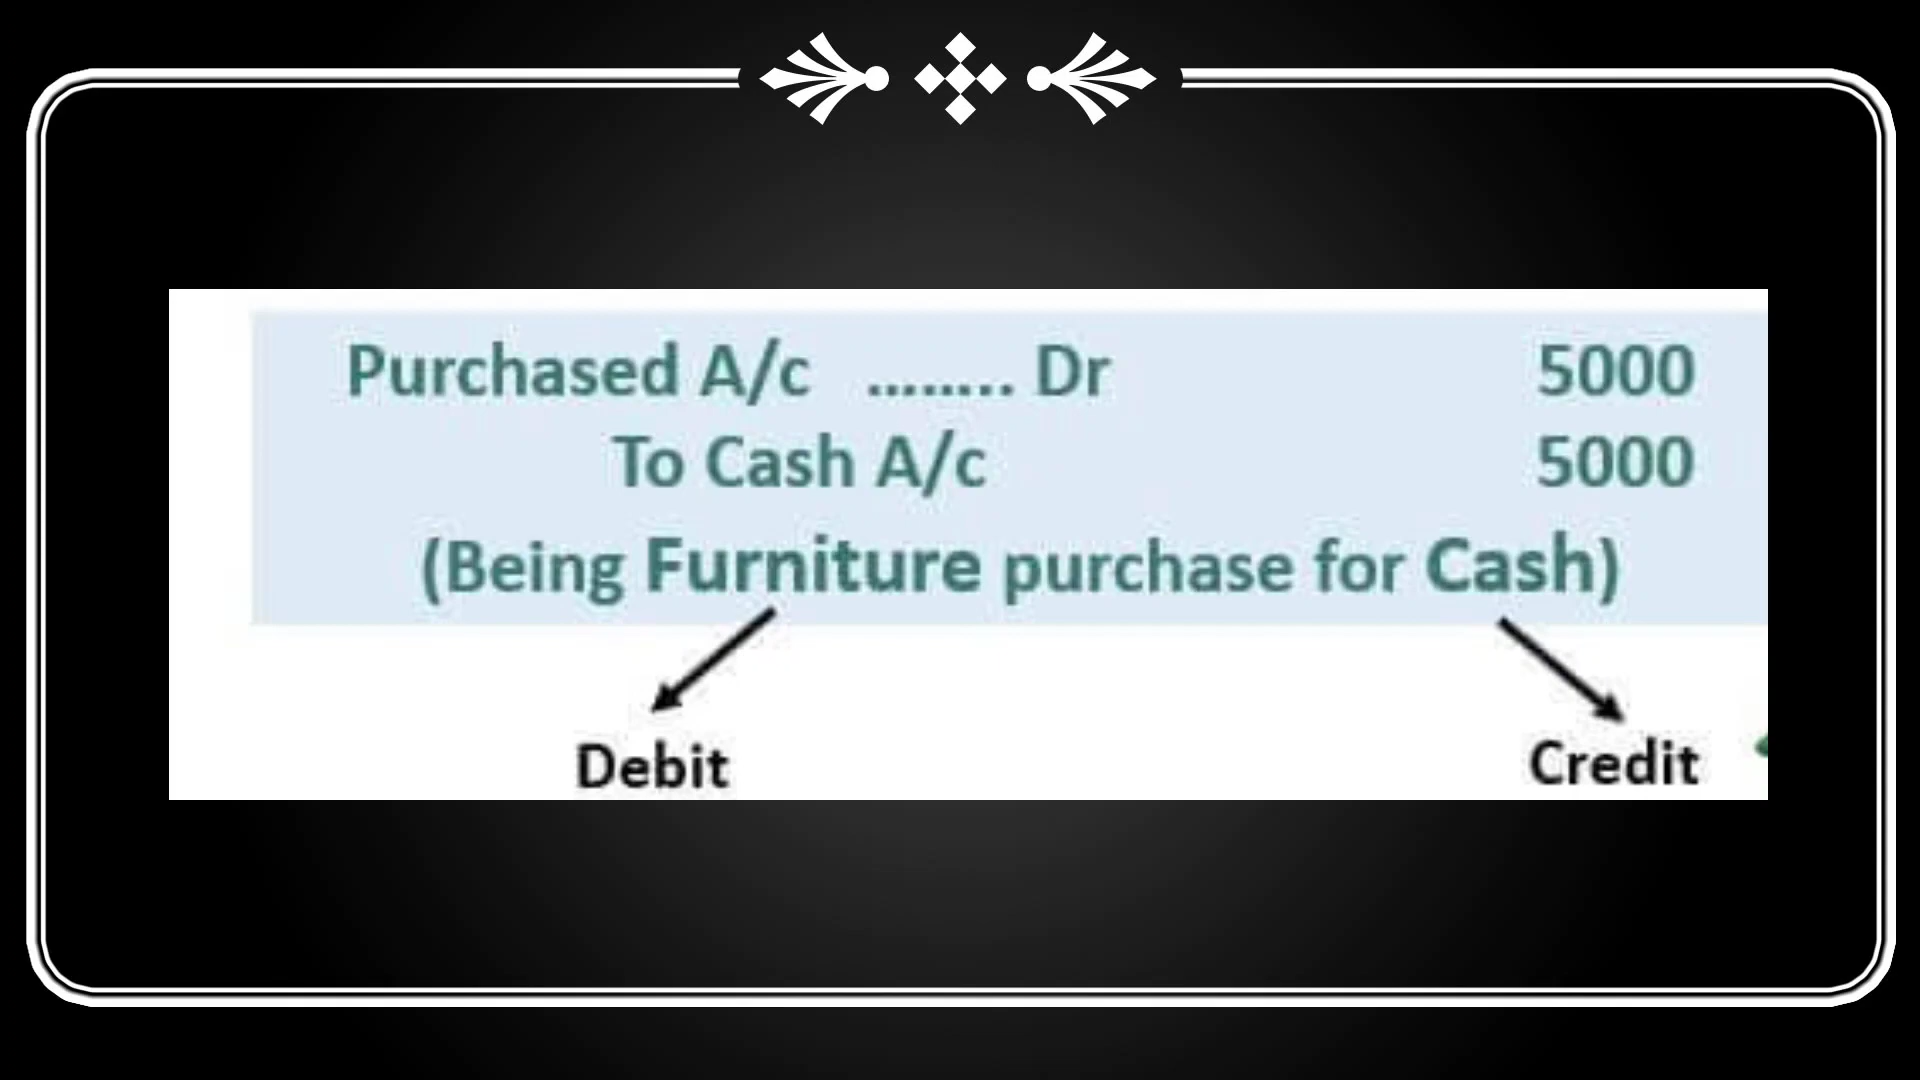 Purchased A/c ........ Dr 5000
To Cash A/c 5000
(Being Furniture purchase for Cash)
Debit Credit